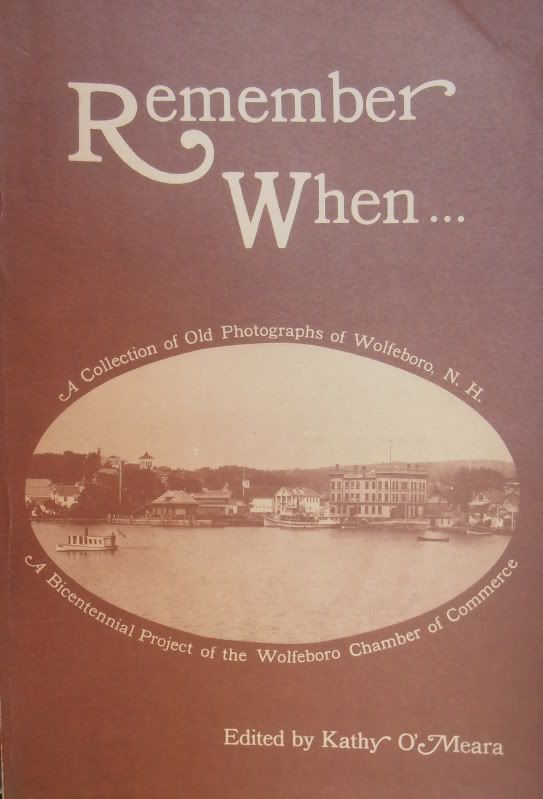 Remember
When...
A Collection of Old Photographs of Wolfeboro, N. H.
A Bicentennial Project of the Wolfeboro Chamber of Commerce
Edited by Kathy O'Meara